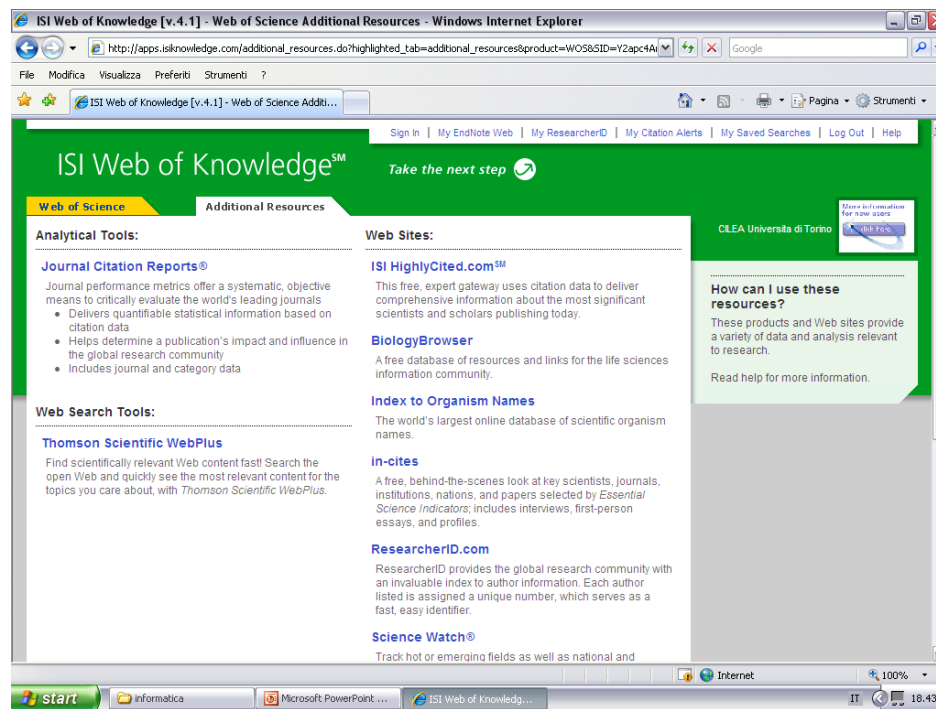 ISI Web of Knowledge [v.4.1] - Web of Science Additional Resources - Windows Internet Explorer
http://apps.isiknowledge.com/additional_resources.do?highlighted_tab=additional_resources&product=WOS&SID=Y2apc4A
Google
File Modifica Visualizza Preferiti Strumenti ?
ISI Web of Knowledge [v.4.1] - Web of Science Additi...
Pagina Strumenti
Sign In | My EndNote Web | My ResearcherID | My Citation Alerts | My Saved Searches | Log Out | Help
ISI Web of Knowledge℠
Take the next step
Web of Science
Additional Resources
CILEA Universita di Torino
More information
for new users
click here
Analytical Tools:
Journal Citation Reports®
Journal performance metrics offer a systematic, objective
means to critically evaluate the world's leading journals
• Delivers quantifiable statistical information based on
citation data
• Helps determine a publication's impact and influence in
the global research community
• Includes journal and category data
Web Search Tools:
Thomson Scientific WebPlus
Find scientifically relevant Web content fast! Search the
open Web and quickly see the most relevant content for the
topics you care about, with Thomson Scientific WebPlus.
Web Sites:
ISI HighlyCited.com℠
This free, expert gateway uses citation data to deliver
comprehensive information about the most significant
scientists and scholars publishing today.
BiologyBrowser
A free database of resources and links for the life sciences
information community.
Index to Organism Names
The world's largest online database of scientific organism
names.
in-cites
A free, behind-the-scenes look at key scientists, journals,
institutions, nations, and papers selected by Essential
Science Indicators; includes interviews, first-person
essays, and profiles.
ResearcherID.com
ResearcherID provides the global research community with
an invaluable index to author information. Each author
listed is assigned a unique number, which serves as a
fast, easy identifier.
Science Watch®
Track hot or emerging fields as well as national and
How can I use these
resources?
These products and Web sites provide
a variety of data and analysis relevant
to research.
Read help for more information.
Internet
100%
start
informatica
Microsoft PowerPoint ...
ISI Web of Knowledg...
IT
18.43